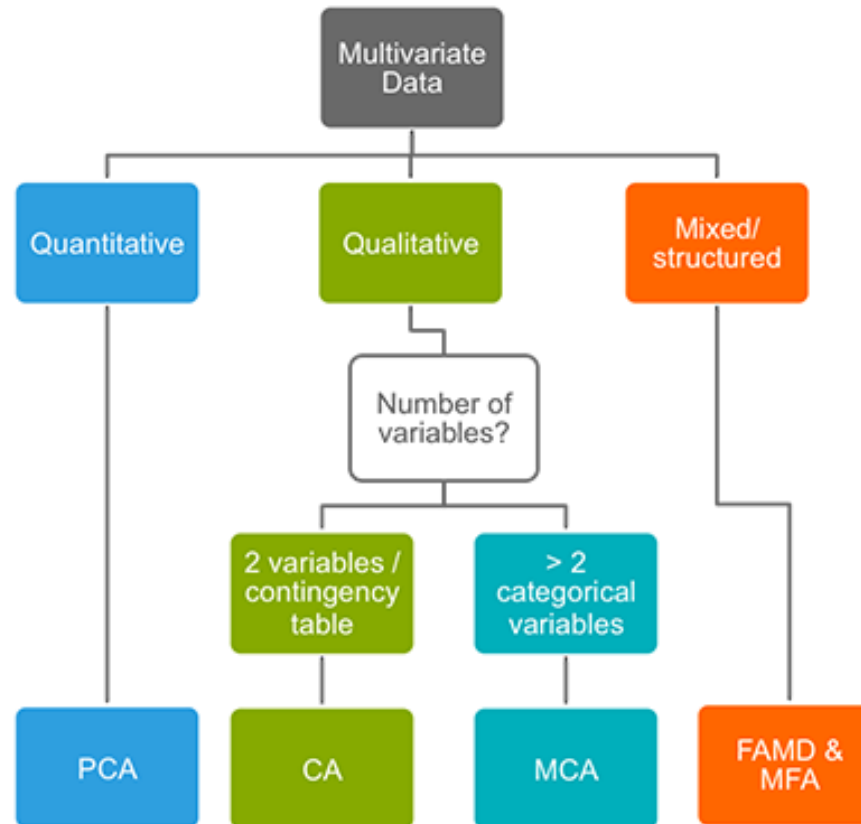 Multivariate
Data
Quantitative
Qualitative
Mixed/
structured
Number of
variables?
2 variables /
contingency
table
> 2
categorical
variables
PCA
CA
MCA
FAMD &
MFA